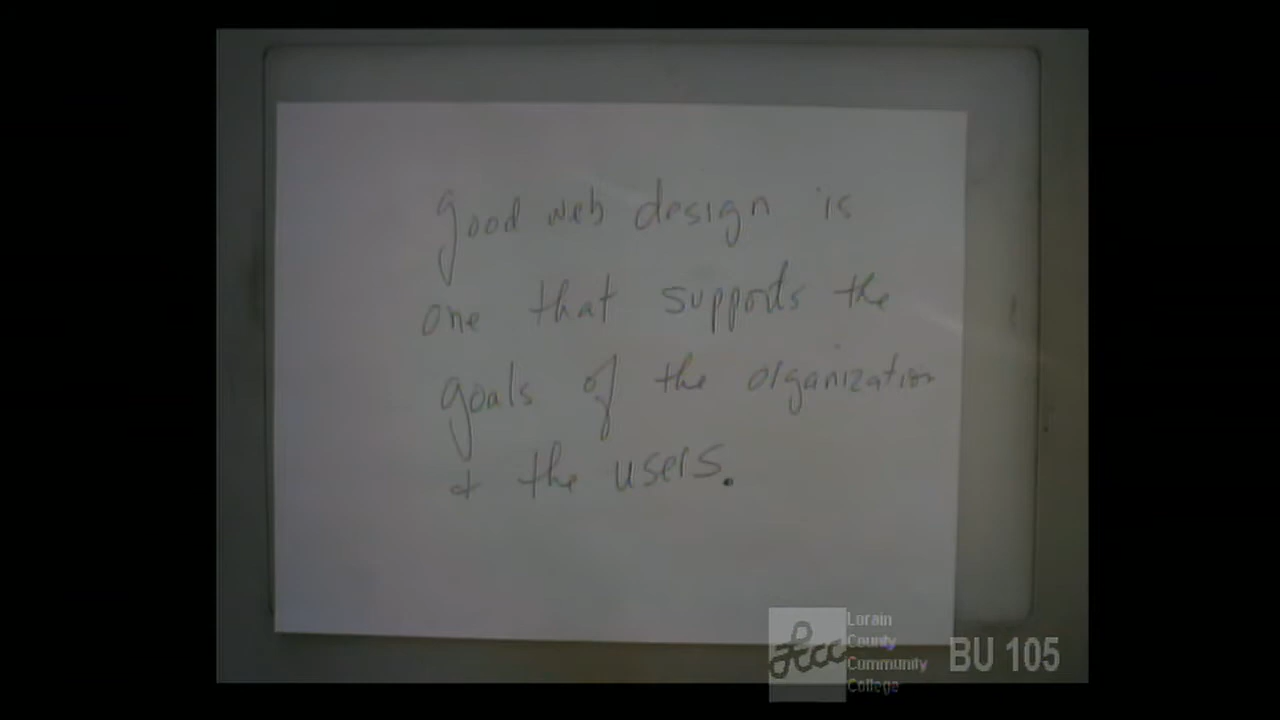 good web design is
one that supports the
goals of the organization
+ the users.
lccc
Lorain
County
Community
College
BU 105